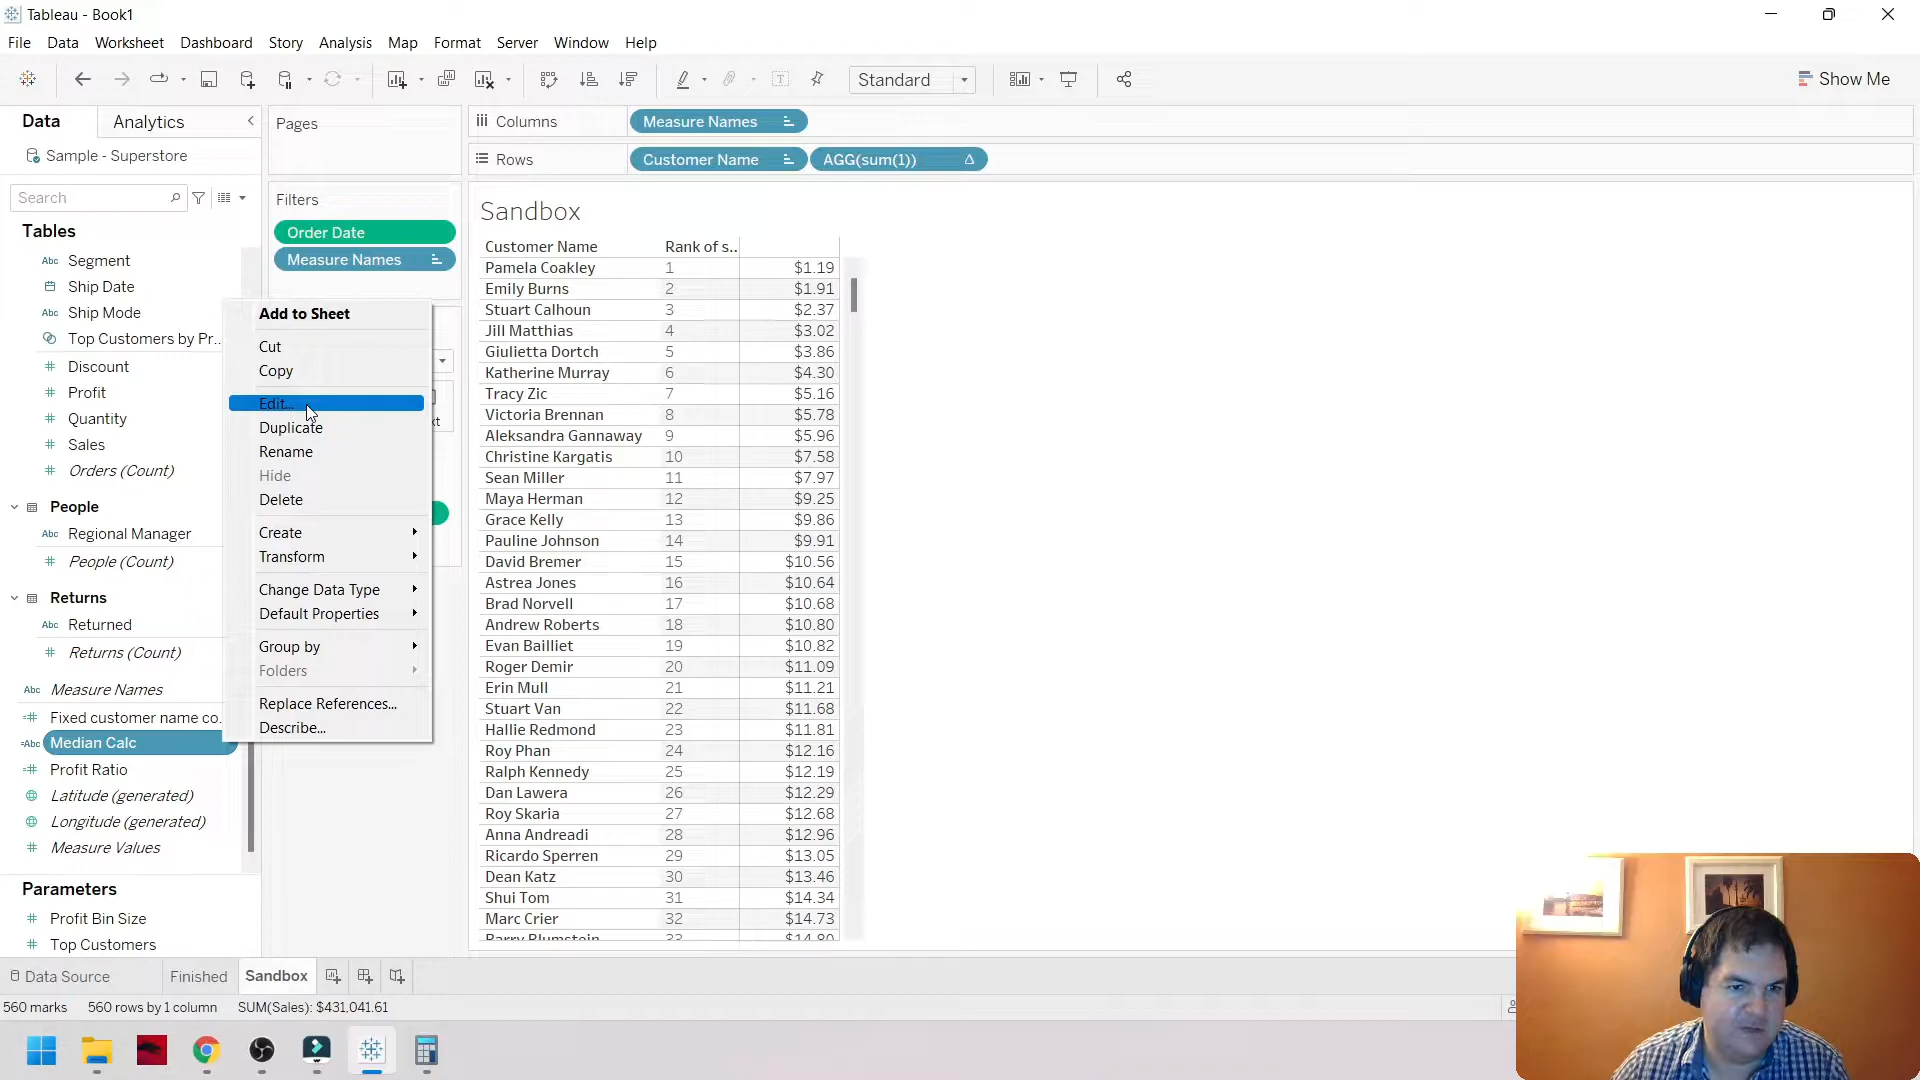 Tableau - Book1
File Data Worksheet Dashboard Story Analysis Map Format Server Window Help
Standard
Show Me
Data Analytics
Pages
Columns Measure Names
Sample - Superstore
Rows Customer Name AGG(sum(1))
Search
Filters
Order Date
Measure Names
Tables
Abc Segment
Ship Date
Abc Ship Mode
Top Customers by Pr...
Discount
Profit
Quantity
Sales
Orders (Count)
People
Abc Regional Manager
People (Count)
Returns
Abc Returned
Returns (Count)
Abc Measure Names
Fixed customer name co...
=Abc Median Calc
Profit Ratio
Latitude (generated)
Longitude (generated)
Measure Values
Parameters
Profit Bin Size
Top Customers
Add to Sheet
Cut
Copy
Edit...
Duplicate
Rename
Hide
Delete
Create
Transform
Change Data Type
Default Properties
Group by
Folders
Replace References...
Describe...
Sandbox
Customer Name Rank of s..
Pamela Coakley 1 $1.19
Emily Burns 2 $1.91
Stuart Calhoun 3 $2.37
Jill Matthias 4 $3.02
Giulietta Dortch 5 $3.86
Katherine Murray 6 $4.30
Tracy Zic 7 $5.16
Victoria Brennan 8 $5.78
Aleksandra Gannaway 9 $5.96
Christine Kargatis 10 $7.58
Sean Miller 11 $7.97
Maya Herman 12 $9.25
Grace Kelly 13 $9.86
Pauline Johnson 14 $9.91
David Bremer 15 $10.56
Astrea Jones 16 $10.64
Brad Norvell 17 $10.68
Andrew Roberts 18 $10.80
Evan Bailliet 19 $10.82
Roger Demir 20 $11.09
Erin Mull 21 $11.21
Stuart Van 22 $11.68
Hallie Redmond 23 $11.81
Roy Phan 24 $12.16
Ralph Kennedy 25 $12.19
Dan Lawera 26 $12.29
Roy Skaria 27 $12.68
Anna Andreadi 28 $12.96
Ricardo Sperren 29 $13.05
Dean Katz 30 $13.46
Shui Tom 31 $14.34
Marc Crier 32 $14.73
Barry Blumstein 33 $14.80
Data Source Finished Sandbox
560 marks 560 rows by 1 column SUM(Sales): $431,041.61